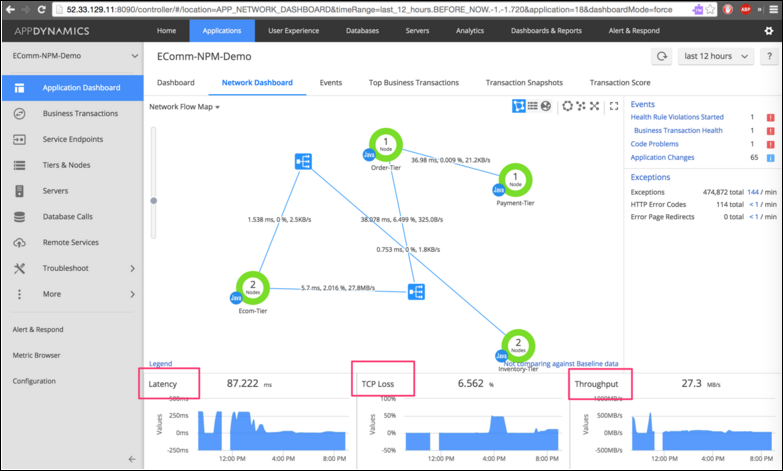 52.33.129.11:8090/controller/#/location=APP_NETWORK_DASHBOARD&timeRange=last_12_hours.BEFORE_NOW.-1.-1.720&application=18&dashboardMode=force
ABP
APPDYNAMICS Home Applications User Experience Databases Servers Analytics Dashboards & Reports Alert & Respond
EComm-NPM-Demo
EComm-NPM-Demo
last 12 hours
?
Application Dashboard
Business Transactions
Service Endpoints
Tiers & Nodes
Servers
Database Calls
Remote Services
Troubleshoot
More
Alert & Respond
Metric Browser
Configuration
Dashboard Network Dashboard Events Top Business Transactions Transaction Snapshots Transaction Score
Network Flow Map
1
Node
Java
Order-Tier
36.98 ms, 0.009 %, 21.2KB/s
1
Node
Java
Payment-Tier
1.538 ms, 0 %, 2.5KB/s
38.078 ms, 6.499 %, 325.0B/s
0.753 ms, 0 %, 1.8KB/s
2
Nodes
Java
Ecom-Tier
5.7 ms, 2.016 %, 27.8MB/s
2
Nodes
Java
Inventory-Tier
Legend
Not comparing against Baseline data
Events
Health Rule Violations Started 1 !
Business Transaction Health 1 !
Code Problems 1 !
Application Changes 65
Exceptions
Exceptions 474,872 total 144 / min
HTTP Error Codes 114 total < 1 / min
Error Page Redirects 0 total < 1 / min
Latency 87.222 ms
500ms
250ms
0ms
-250ms
Values
12:00 PM 4:00 PM 8:00 PM
TCP Loss 6.562 %
100%
50%
0%
-50%
Values
12:00 PM 4:00 PM 8:00 PM
Throughput 27.3 MB/s
1000MB/s
500MB/s
0MB/s
-500MB/s
Values
12:00 PM 4:00 PM 8:00 PM